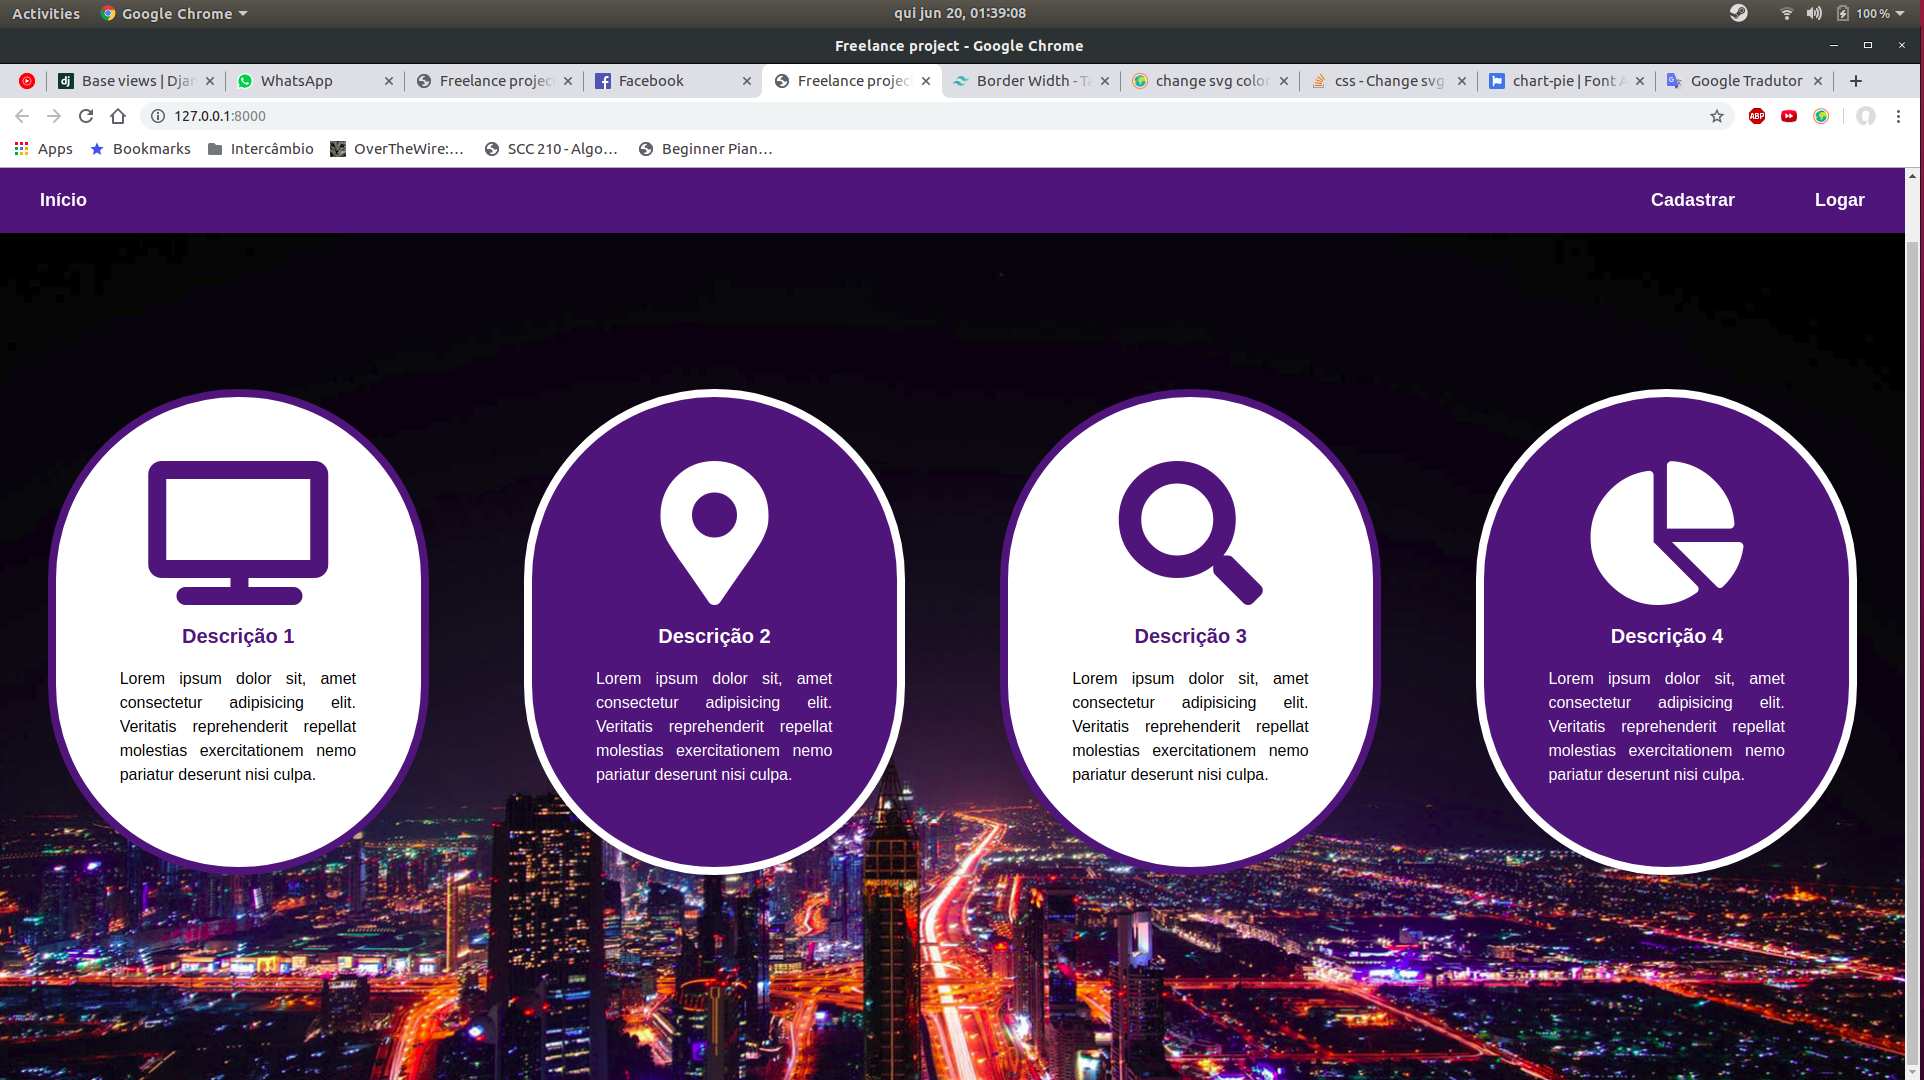 Activities Google Chrome qui jun 20, 01:39:08 100 %
Freelance project - Google Chrome
Base views | Djan WhatsApp Freelance projec Facebook Freelance projec Border Width - Ta change svg color css - Change svg chart-pie | Font A Google Tradutor
127.0.0.1:8000 ABP
Apps Bookmarks Intercâmbio OverTheWire:... SCC 210 - Algo... Beginner Pian...
Início Cadastrar Logar
Descrição 1
Lorem ipsum dolor sit, amet
consectetur adipisicing elit.
Veritatis reprehenderit repellat
molestias exercitationem nemo
pariatur deserunt nisi culpa.
Descrição 2
Lorem ipsum dolor sit, amet
consectetur adipisicing elit.
Veritatis reprehenderit repellat
molestias exercitationem nemo
pariatur deserunt nisi culpa.
Descrição 3
Lorem ipsum dolor sit, amet
consectetur adipisicing elit.
Veritatis reprehenderit repellat
molestias exercitationem nemo
pariatur deserunt nisi culpa.
Descrição 4
Lorem ipsum dolor sit, amet
consectetur adipisicing elit.
Veritatis reprehenderit repellat
molestias exercitationem nemo
pariatur deserunt nisi culpa.